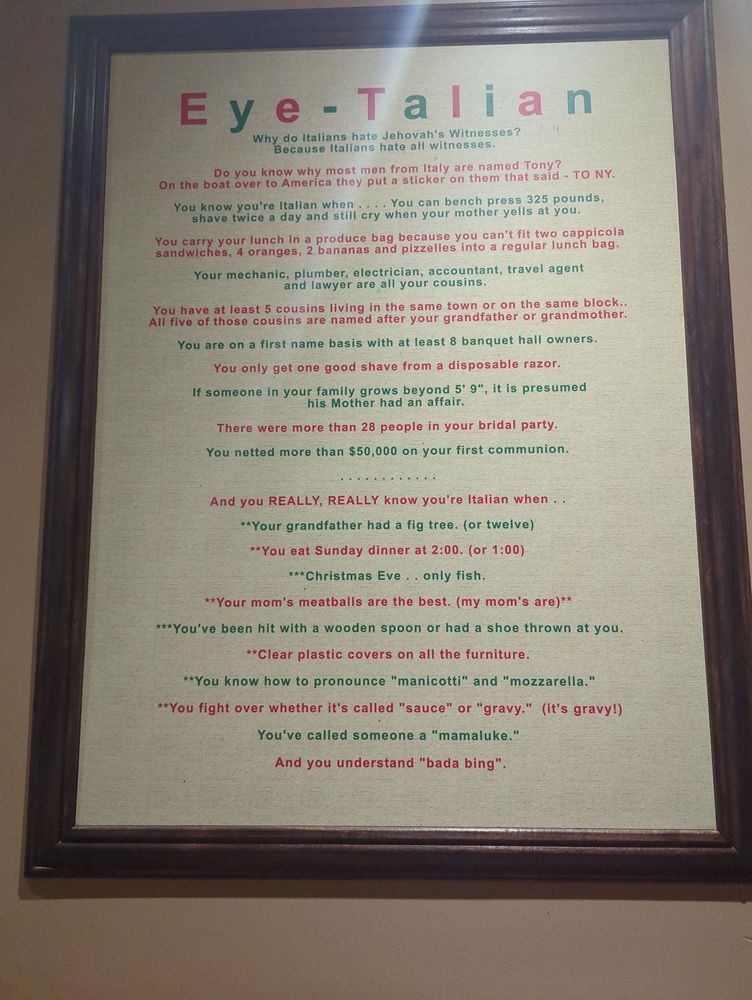 Eye-Talian
Why do Italians hate Jehovah's Witnesses?
Because Italians hate all witnesses.
Do you know why most men from Italy are named Tony?
On the boat over to America they put a sticker on them that said - TO NY.
You know you're Italian when . . . . You can bench press 325 pounds,
shave twice a day and still cry when your mother yells at you.
You carry your lunch in a produce bag because you can't fit two cappicola
sandwiches, 4 oranges, 2 bananas and pizzelles into a regular lunch bag.
Your mechanic, plumber, electrician, accountant, travel agent
and lawyer are all your cousins.
You have at least 5 cousins living in the same town or on the same block..
All five of those cousins are named after your grandfather or grandmother.
You are on a first name basis with at least 8 banquet hall owners.
You only get one good shave from a disposable razor.
If someone in your family grows beyond 5' 9", it is presumed
his Mother had an affair.
There were more than 28 people in your bridal party.
You netted more than $50,000 on your first communion.
. . . . . . . . . . . .
And you REALLY, REALLY know you're Italian when . .
**Your grandfather had a fig tree. (or twelve)
**You eat Sunday dinner at 2:00. (or 1:00)
***Christmas Eve . . only fish.
**Your mom's meatballs are the best. (my mom's are)**
***You've been hit with a wooden spoon or had a shoe thrown at you.
**Clear plastic covers on all the furniture.
**You know how to pronounce "manicotti" and "mozzarella."
**You fight over whether it's called "sauce" or "gravy." (it's gravy!)
You've called someone a "mamaluke."
And you understand "bada bing".